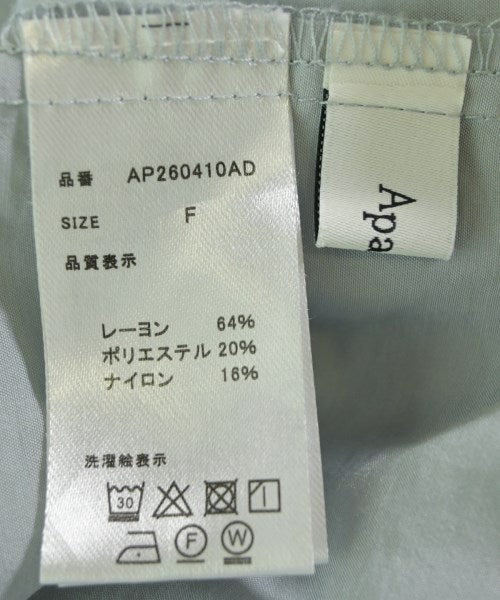 品番 AP260410AD
SIZE F
品質表示
レーヨン 64%
ポリエステル 20%
ナイロン 16%
洗濯絵表示
30
F W
Apa